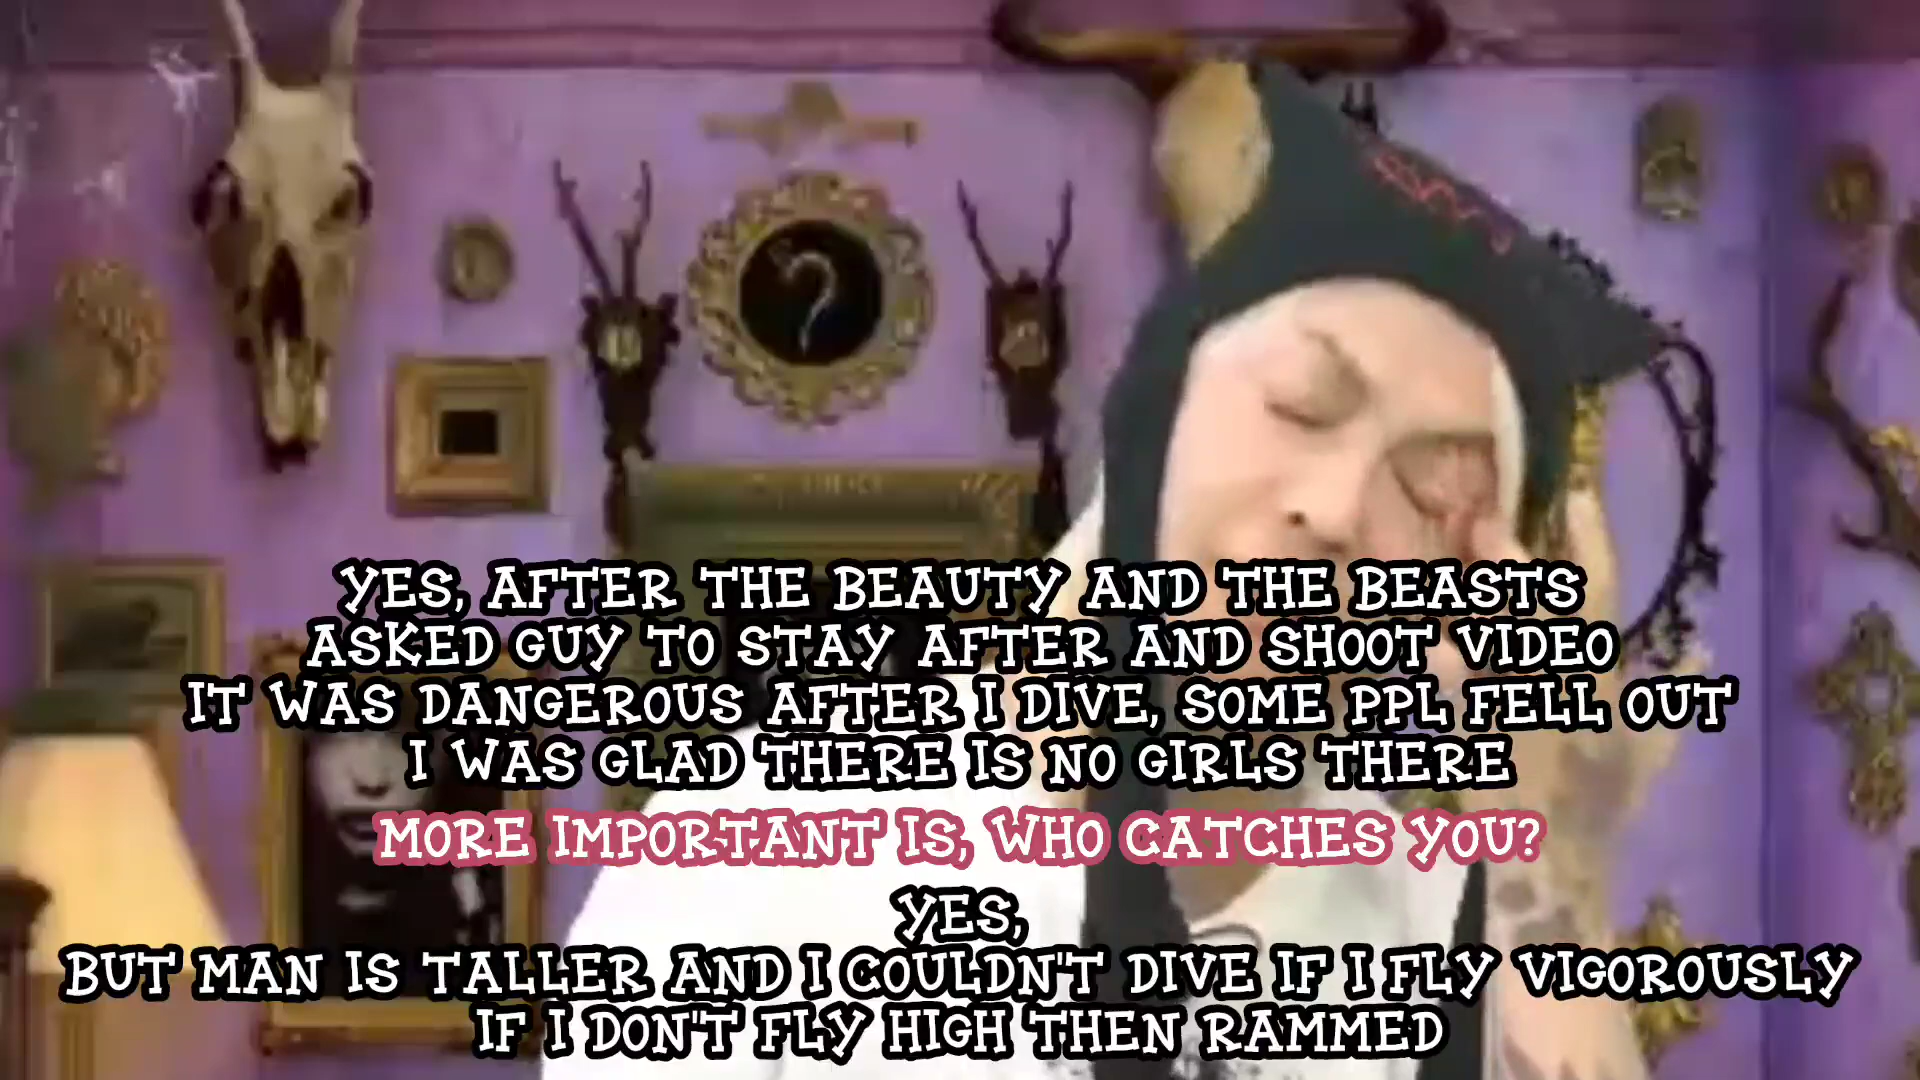 YES, AFTER THE BEAUTY AND THE BEASTS
ASKED GUY TO STAY AFTER AND SHOOT VIDEO
IT WAS DANGEROUS AFTER I DIVE, SOME PPL FELL OUT
I WAS GLAD THERE IS NO GIRLS THERE
MORE IMPORTANT IS, WHO CATCHES YOU?
YES,
BUT MAN IS TALLER AND I COULDN'T DIVE IF I FLY VIGOROUSLY
IF I DON'T FLY HIGH THEN RAMMED